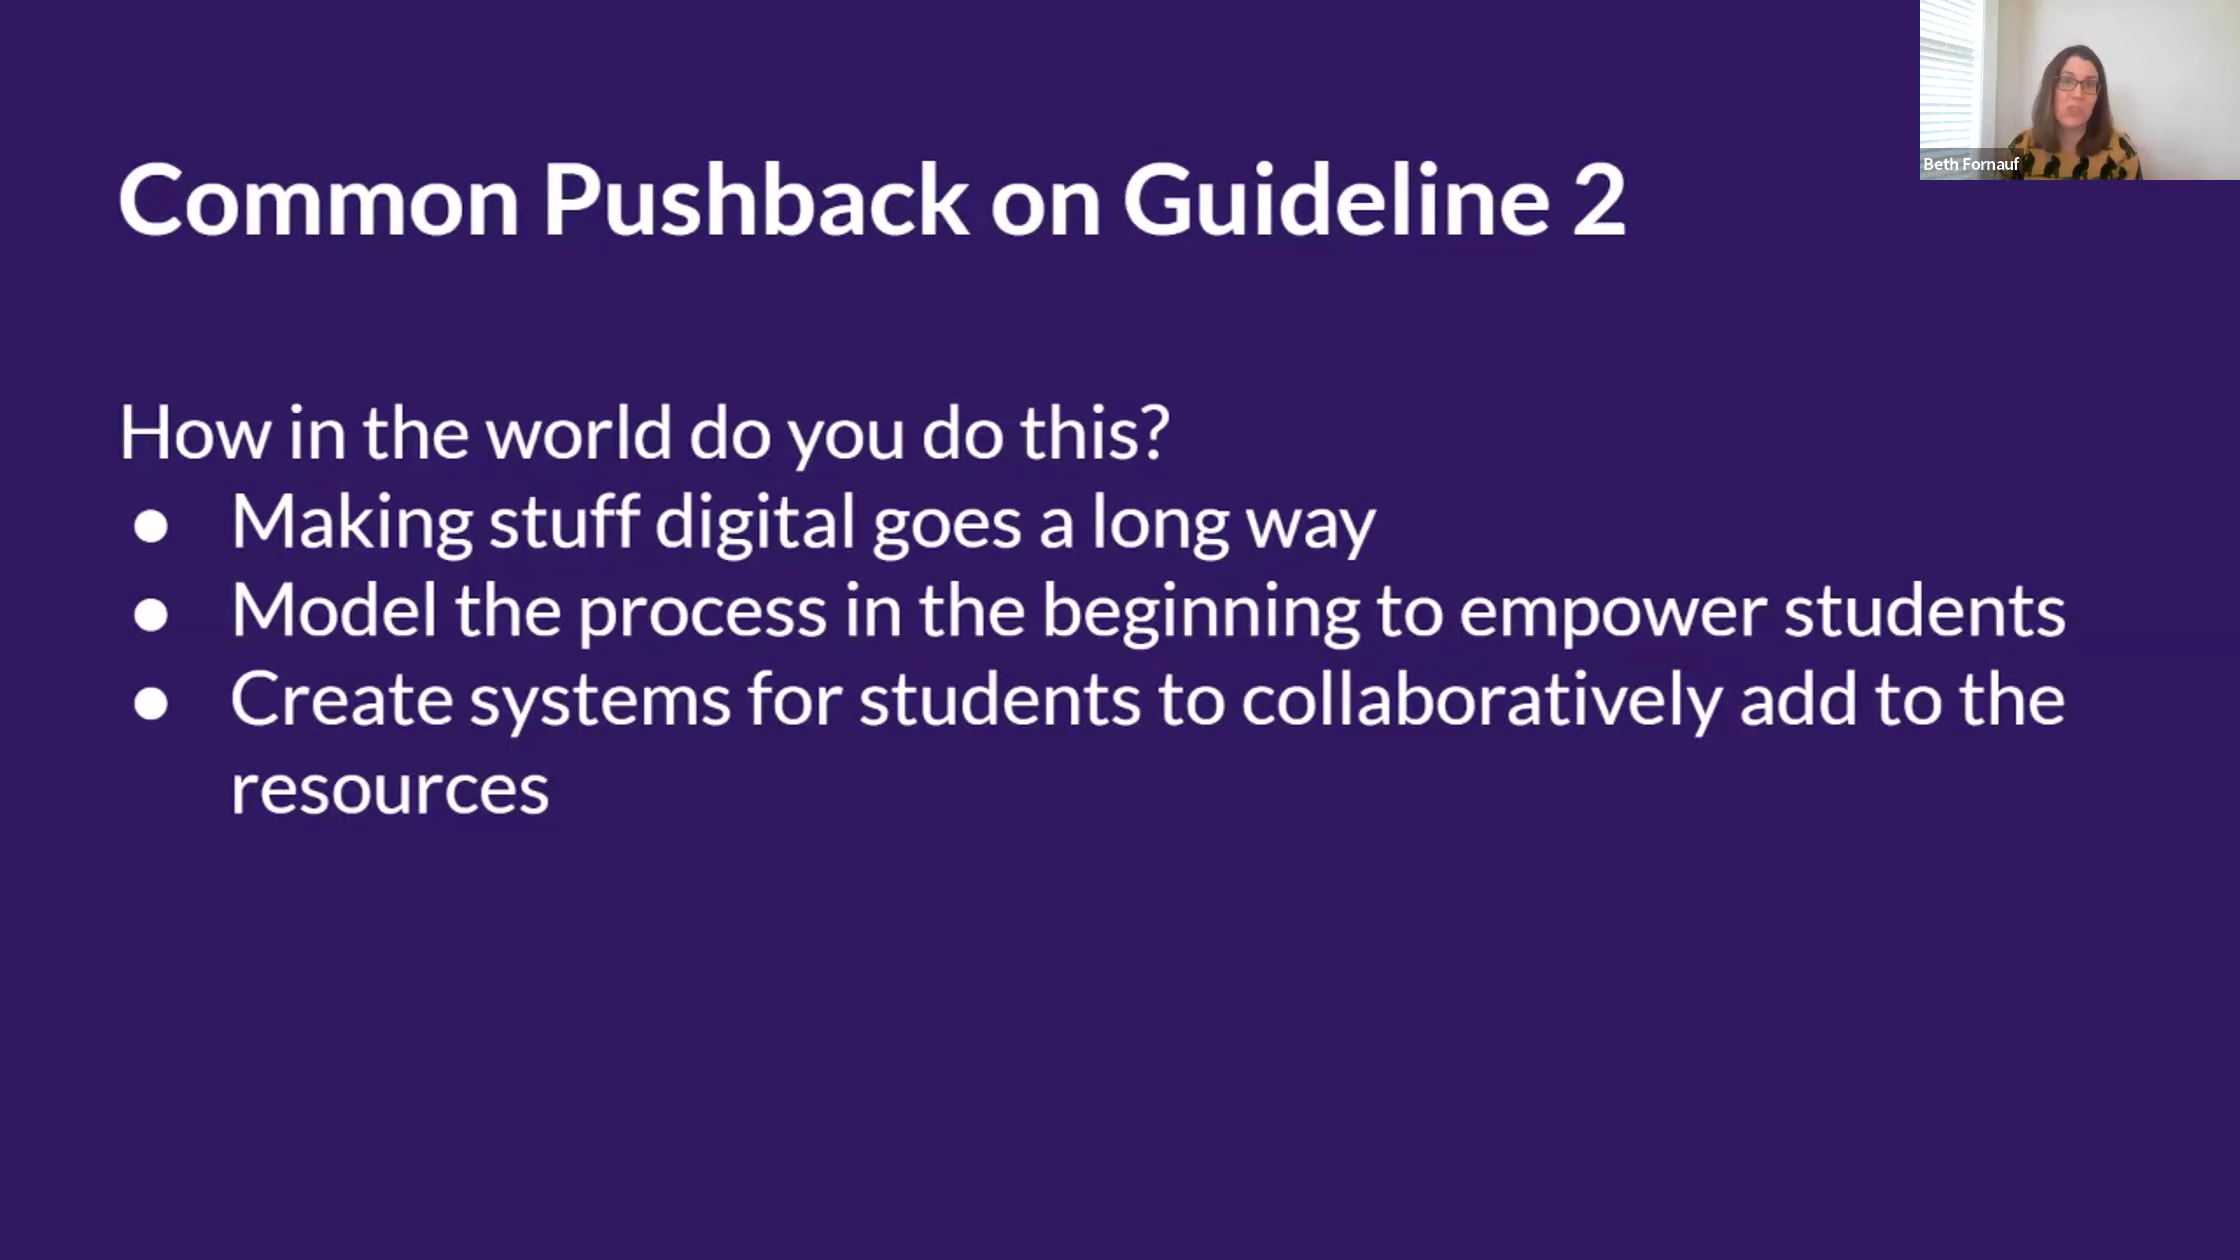 Beth Fornauf
Common Pushback on Guideline 2
How in the world do you do this?
● Making stuff digital goes a long way
● Model the process in the beginning to empower students
● Create systems for students to collaboratively add to the
resources